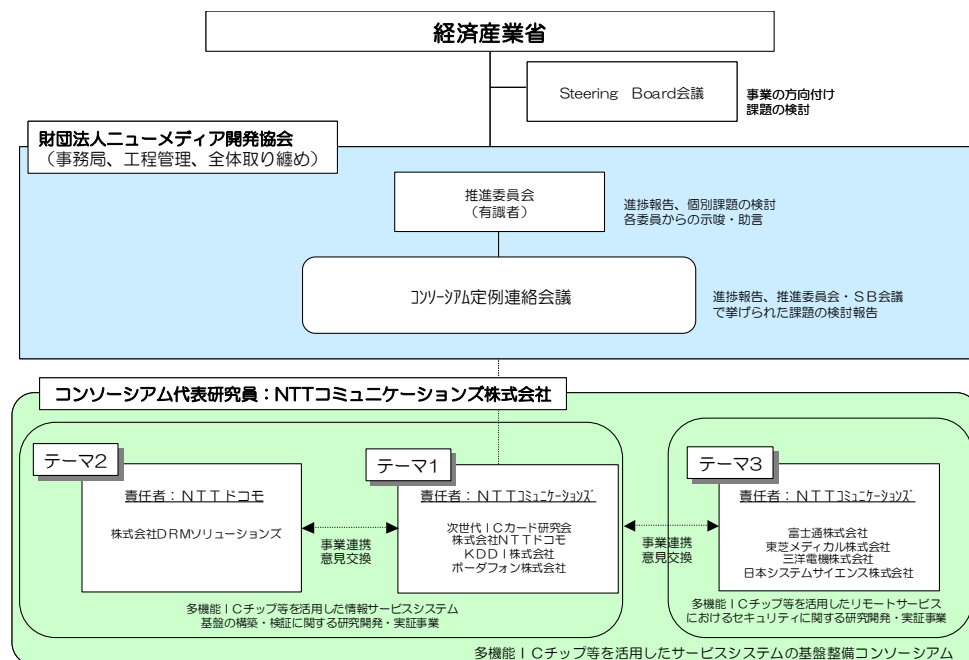 経済産業省
Steering　Board会議
事業の方向付け
課題の検討
財団法人ニューメディア開発協会
（事務局、工程管理、全体取り纏め）
推進委員会
（有識者）
進捗報告、個別課題の検討
各委員からの示唆・助言
ｺﾝｿｰｼｱﾑ定例連絡会議
進捗報告、推進委員会・ＳＢ会議
で挙げられた課題の検討報告
コンソーシアム代表研究員：NTTコミュニケーションズ株式会社
テーマ2
責任者：ＮＴＴドコモ
株式会社DRMソリューションズ
事業連携
意見交換
テーマ1
責任者：ＮＴＴｺﾐｭﾆｹｰｼｮﾝｽﾞ
次世代ＩＣカード研究会
株式会社NTTドコモ
ＫＤＤＩ株式会社
ボーダフォン株式会社
事業連携
意見交換
テーマ3
責任者：ＮＴＴｺﾐｭﾆｹｰｼｮﾝｽﾞ
富士通株式会社
東芝メディカル株式会社
三洋電機株式会社
日本システムサイエンス株式会社
多機能ＩＣチップ等を活用した情報サービスシステム
基盤の構築・検証に関する研究開発・実証事業
多機能ＩＣチップ等を活用したリモートサービス
におけるセキュリティに関する研究開発・実証事業
多機能ＩＣチップ等を活用したサービスシステムの基盤整備コンソーシアム